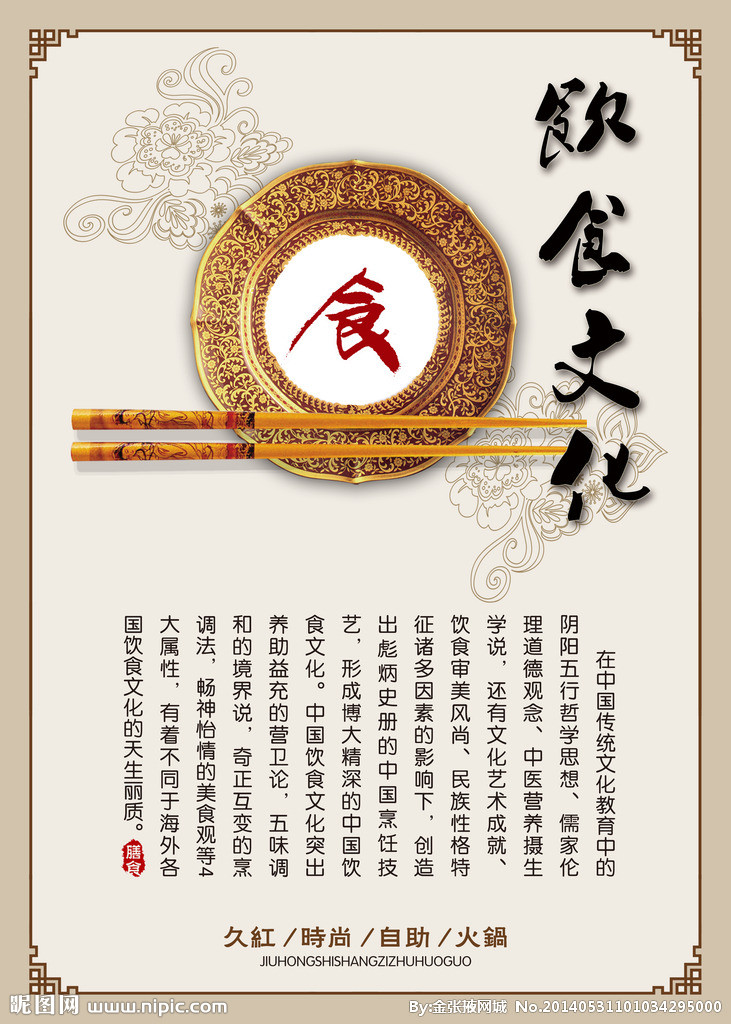 飲食文化
食
在中国传统文化教育中的
阴阳五行哲学思想、儒家伦
理道德观念、中医营养摄生
学说，还有文化艺术成就、
饮食审美风尚、民族性格特
征诸多因素的影响下，创造
出彪炳史册的中国烹饪技
艺，形成博大精深的中国饮
食文化。中国饮食文化突出
养助益充的营卫论，五味调
和的境界说，奇正互变的烹
调法，畅神怡情的美食观等4
大属性，有着不同于海外各
国饮食文化的天生丽质。
膳食
久紅/時尚/自助/火鍋
JIUHONGSHISHANGZIZHUHUOGUO
昵图网 www.nipic.com
By:金张掖网城 No.20140531101034295000